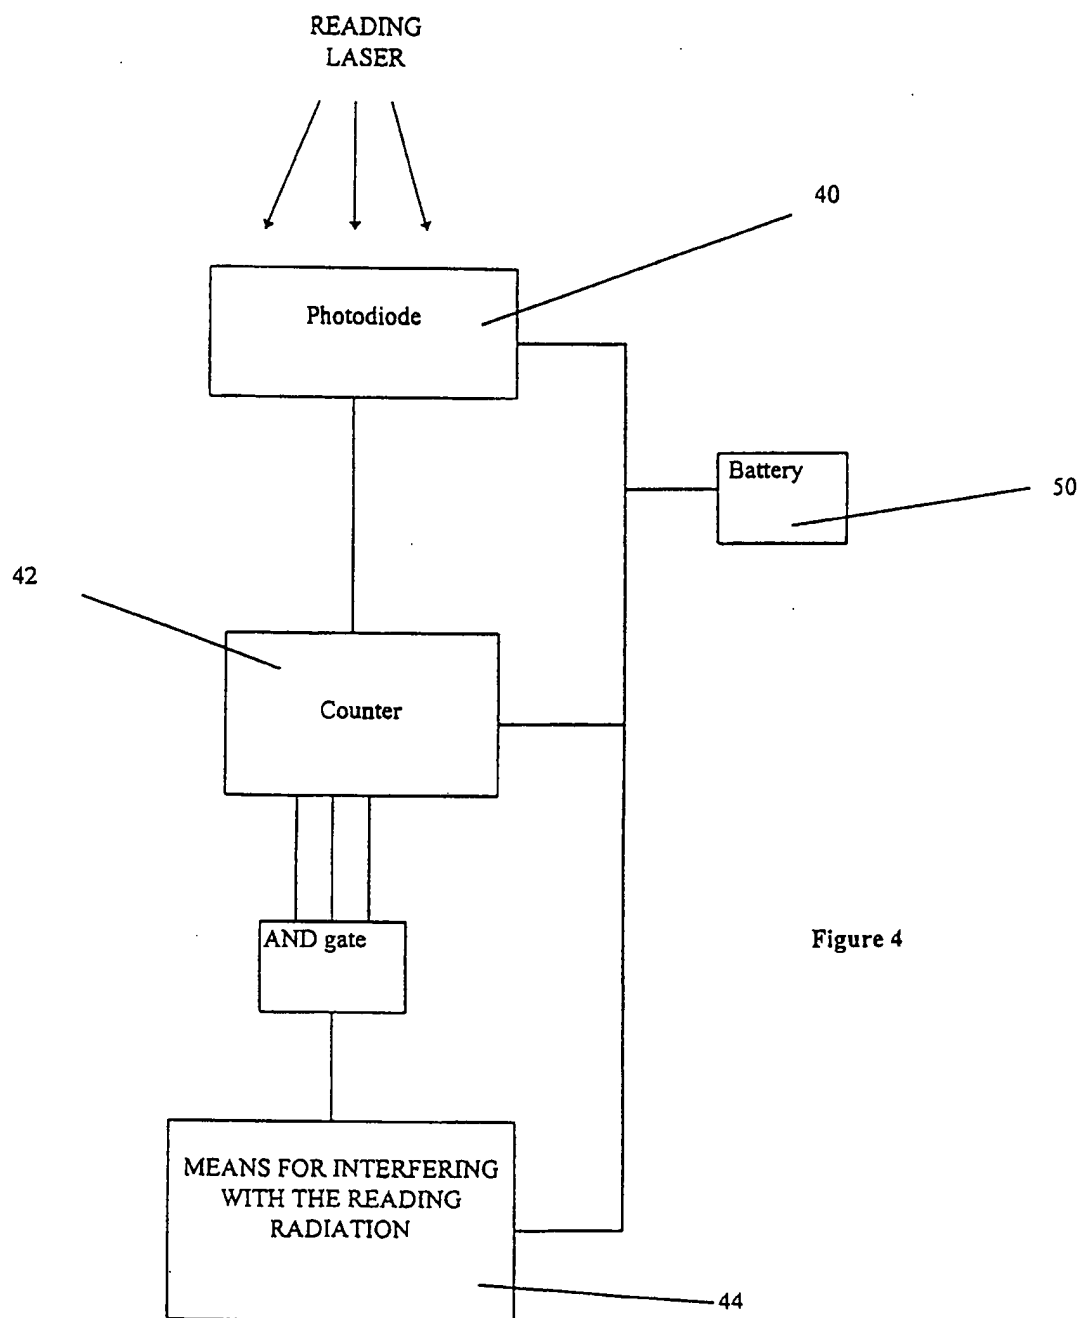 READING
LASER
40
Photodiode
Battery
50
42
Counter
AND gate
Figure 4
MEANS FOR INTERFERING
WITH THE READING
RADIATION
44